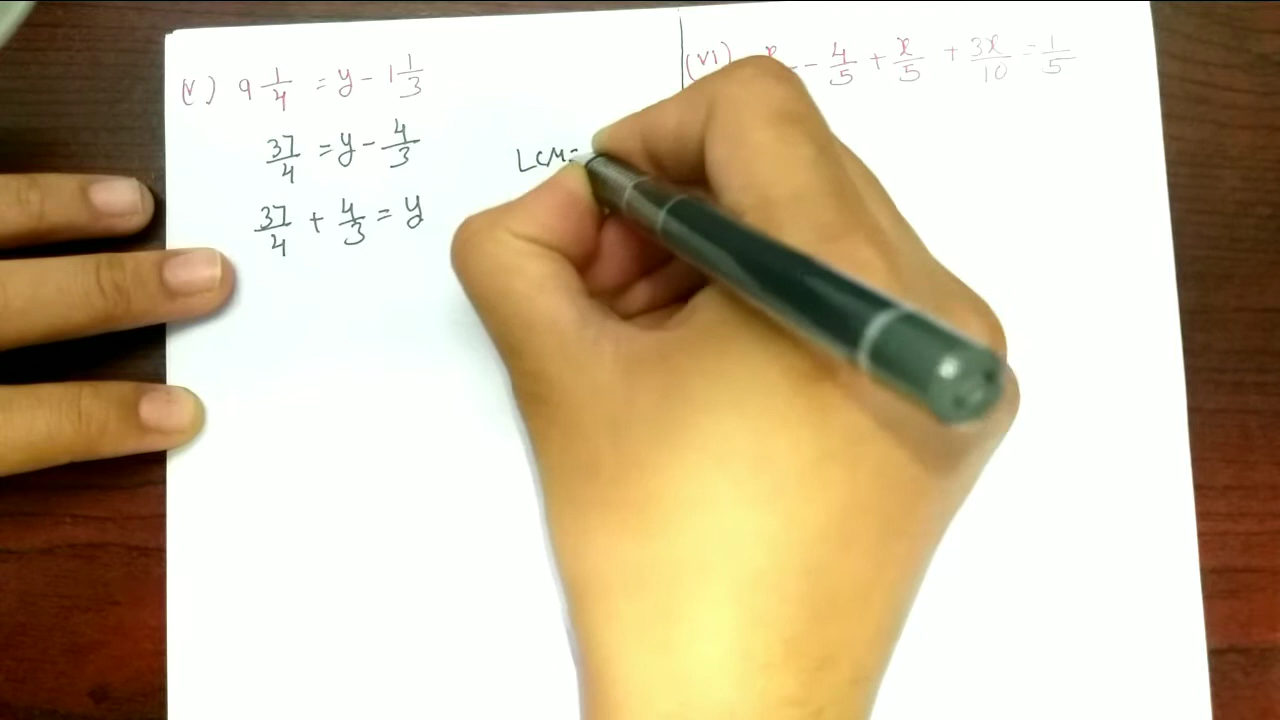 (v) 9 1/4 = y - 1 1/3
37/4 = y - 4/3
37/4 + 4/3 = y
LCM=
(vi) - 4/5 + x/5 + 3x/10 = 1/5